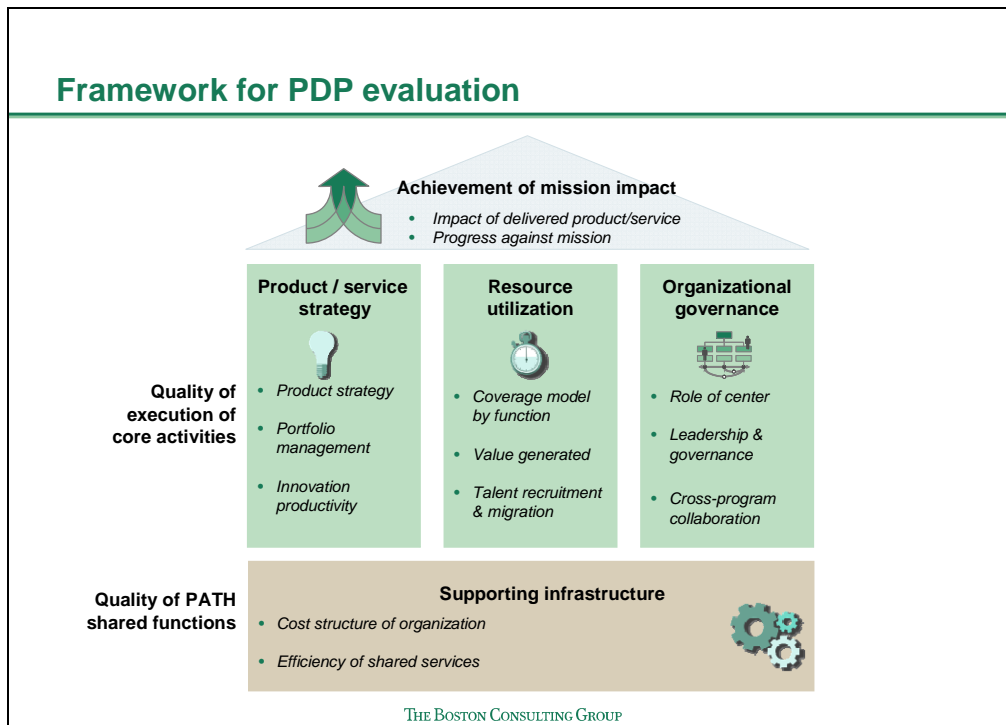 Framework for PDP evaluation
Achievement of mission impact
• Impact of delivered product/service
• Progress against mission
Quality of
execution of
core activities
Product / service
strategy
• Product strategy
• Portfolio
management
• Innovation
productivity
Resource
utilization
• Coverage model
by function
• Value generated
• Talent recruitment
& migration
Organizational
governance
• Role of center
• Leadership &
governance
• Cross-program
collaboration
Quality of PATH
shared functions
Supporting infrastructure
• Cost structure of organization
• Efficiency of shared services
THE BOSTON CONSULTING GROUP